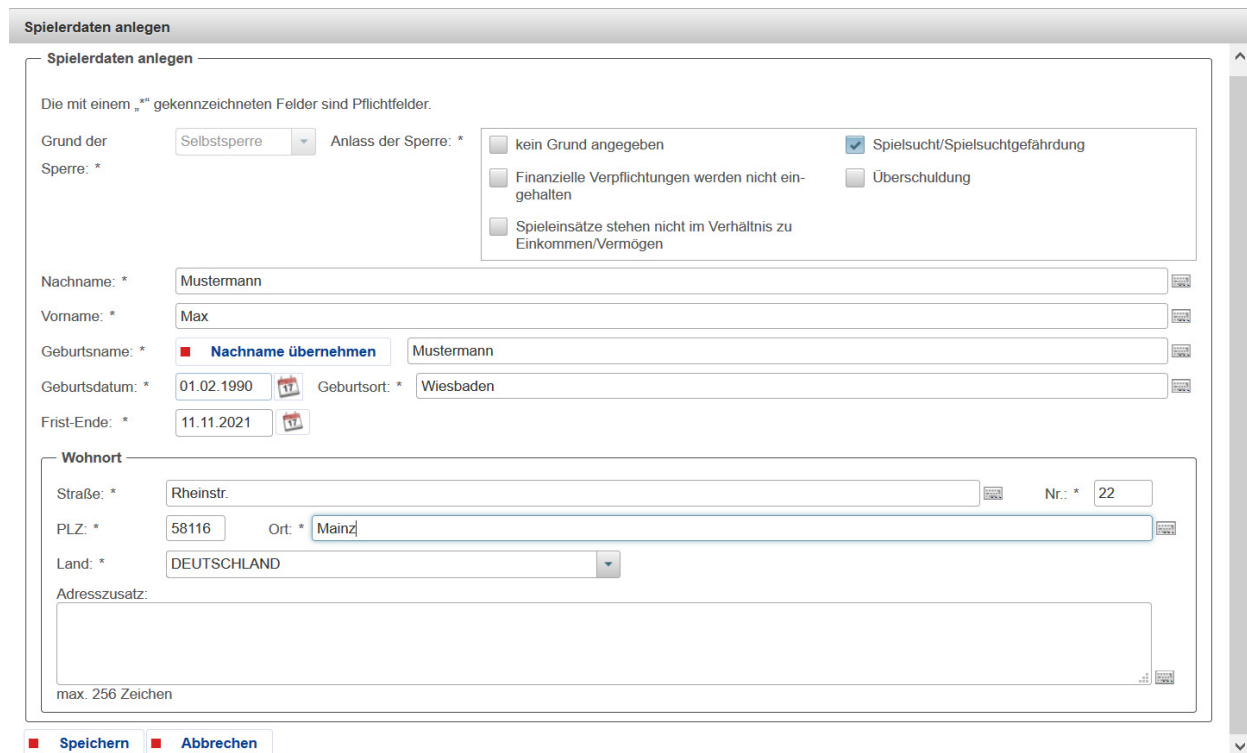 Spielerdaten anlegen
Spielerdaten anlegen
Die mit einem „*“ gekennzeichneten Felder sind Pflichtfelder.
Grund der Sperre: * Selbstsperre Anlass der Sperre: *
kein Grund angegeben Spielsucht/Spielsuchtgefährdung
Finanzielle Verpflichtungen werden nicht ein-
gehalten
Überschuldung
Spieleinsätze stehen nicht im Verhältnis zu
Einkommen/Vermögen
Nachname: * Mustermann
Vorname: * Max
Geburtsname: * Nachname übernehmen Mustermann
Geburtsdatum: * 01.02.1990 17 Geburtsort: * Wiesbaden
Frist-Ende: * 11.11.2021 17
Wohnort
Straße: * Rheinstr. Nr.: * 22
PLZ: * 58116 Ort: * Mainz
Land: * DEUTSCHLAND
Adresszusatz:
max. 256 Zeichen
Speichern Abbrechen